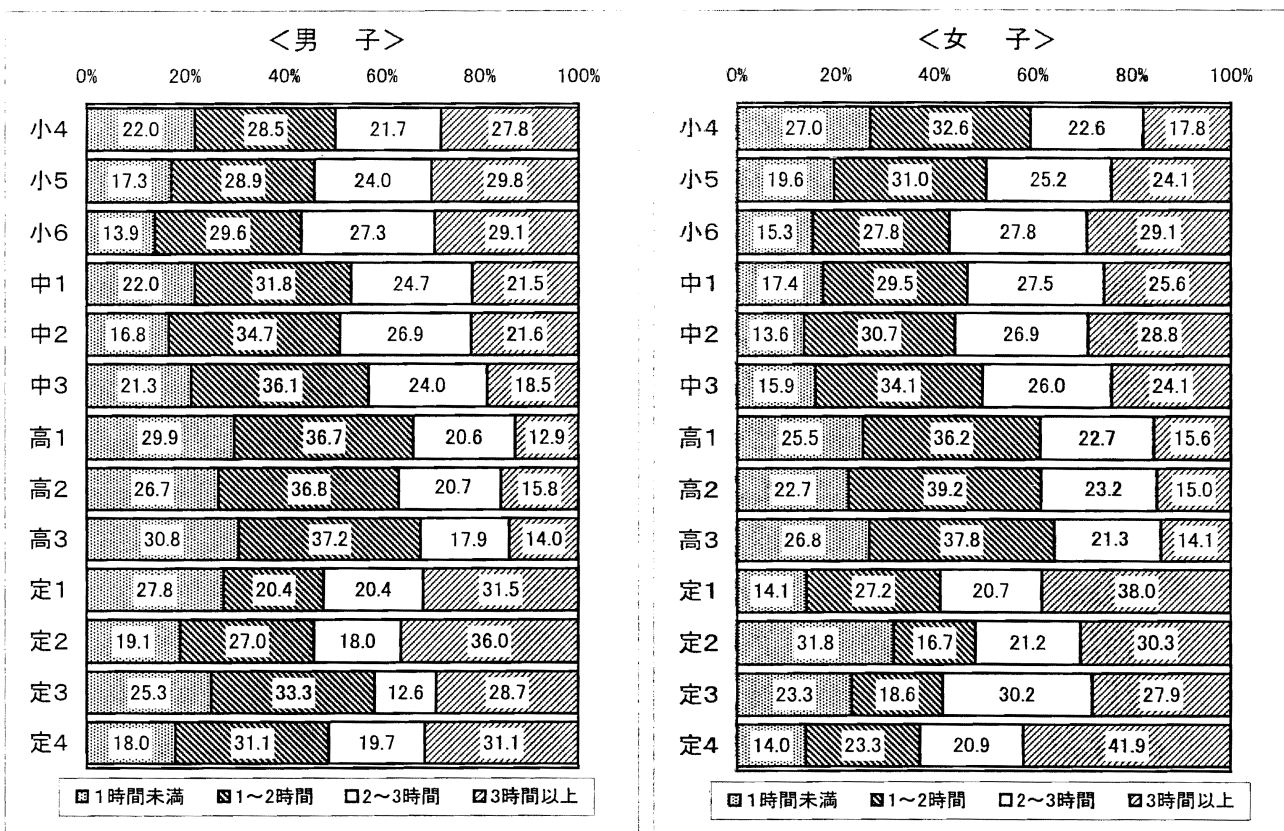 ＜男　子＞
0% 20% 40% 60% 80% 100%
小4 22.0 28.5 21.7 27.8
小5 17.3 28.9 24.0 29.8
小6 13.9 29.6 27.3 29.1
中1 22.0 31.8 24.7 21.5
中2 16.8 34.7 26.9 21.6
中3 21.3 36.1 24.0 18.5
高1 29.9 36.7 20.6 12.9
高2 26.7 36.8 20.7 15.8
高3 30.8 37.2 17.9 14.0
定1 27.8 20.4 20.4 31.5
定2 19.1 27.0 18.0 36.0
定3 25.3 33.3 12.6 28.7
定4 18.0 31.1 19.7 31.1
1時間未満 1～2時間 2～3時間 3時間以上
＜女　子＞
0% 20% 40% 60% 80% 100%
小4 27.0 32.6 22.6 17.8
小5 19.6 31.0 25.2 24.1
小6 15.3 27.8 27.8 29.1
中1 17.4 29.5 27.5 25.6
中2 13.6 30.7 26.9 28.8
中3 15.9 34.1 26.0 24.1
高1 25.5 36.2 22.7 15.6
高2 22.7 39.2 23.2 15.0
高3 26.8 37.8 21.3 14.1
定1 14.1 27.2 20.7 38.0
定2 31.8 16.7 21.2 30.3
定3 23.3 18.6 30.2 27.9
定4 14.0 23.3 20.9 41.9
1時間未満 1～2時間 2～3時間 3時間以上